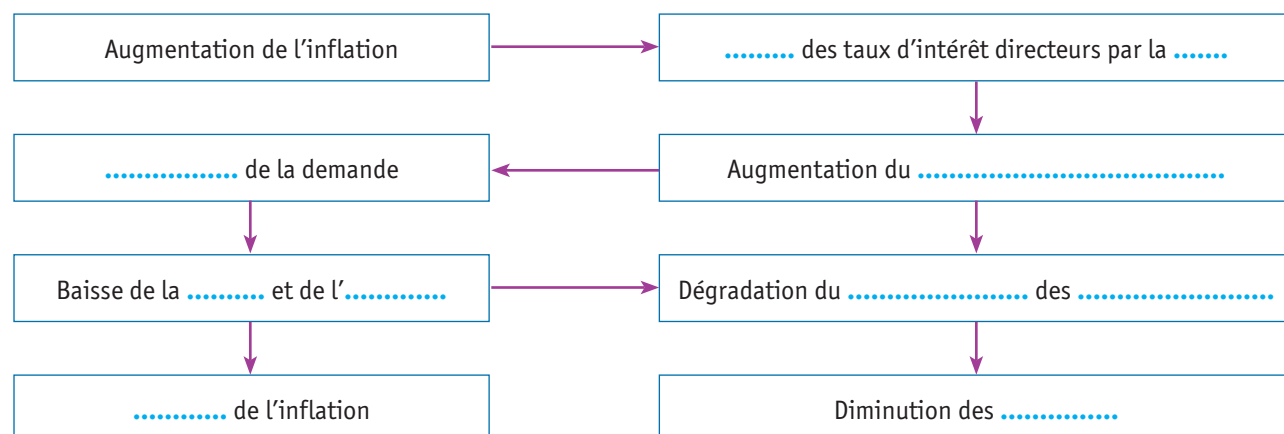 Augmentation de l'inflation
......... des taux d'intérêt directeurs par la .......
................. de la demande
Augmentation du ........................................
Baisse de la .......... et de l'.............
Dégradation du ....................... des .........................
............ de l'inflation
Diminution des ...............